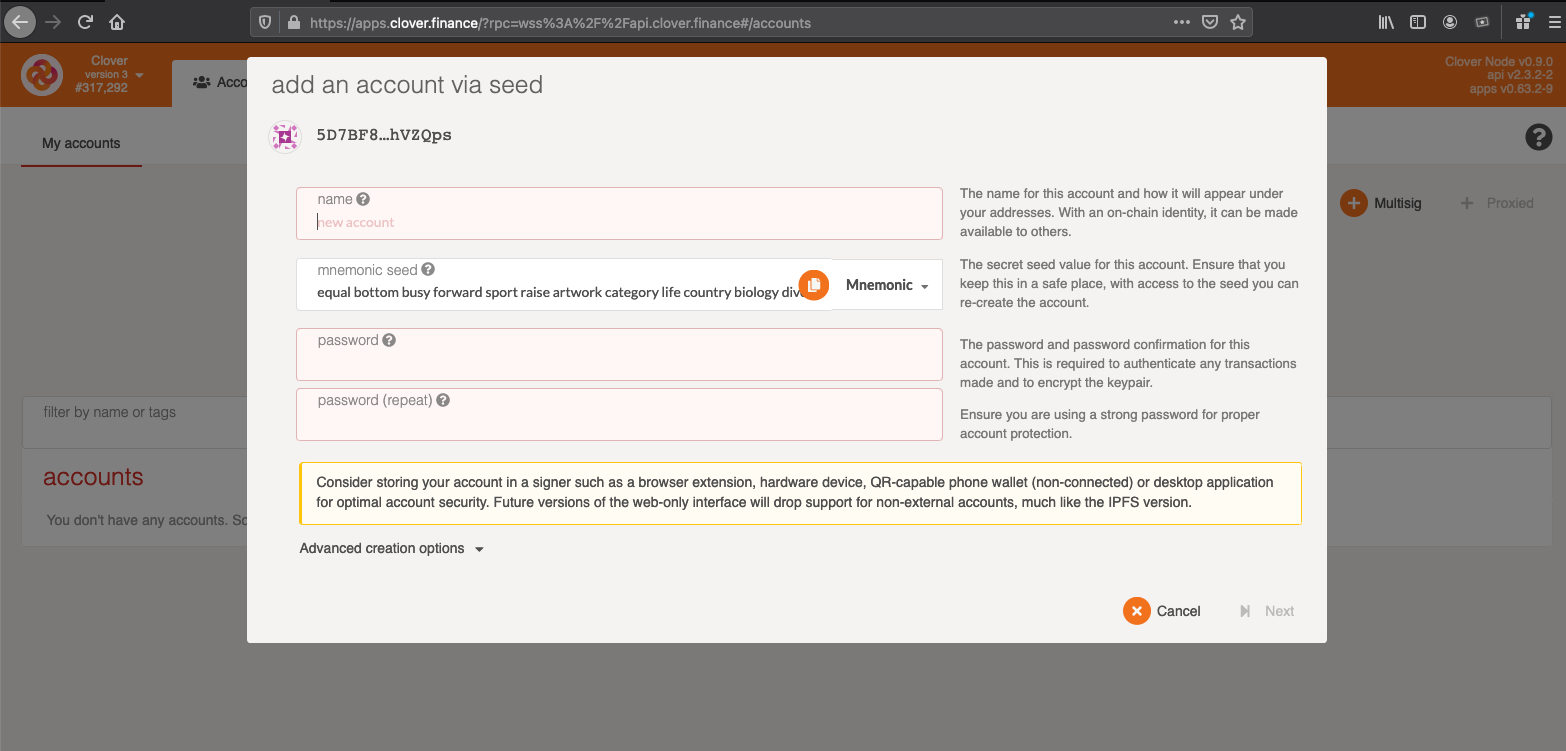 https://apps.clover.finance/?rpc=wss%3A%2F%2Fapi.clover.finance#/accounts
Clover
version 3
#317,292
Acco
Clover Node v0.9.0
api v2.3.2-2
apps v0.63.2-9
My accounts
Multisig
Proxied
filter by name or tags
accounts
You don't have any accounts. So
add an account via seed
5D7BF8…hVZQps
name
new account
The name for this account and how it will appear under
your addresses. With an on-chain identity, it can be made
available to others.
mnemonic seed
equal bottom busy forward sport raise artwork category life country biology
Mnemonic
The secret seed value for this account. Ensure that you
keep this in a safe place, with access to the seed you can
re-create the account.
password
password (repeat)
The password and password confirmation for this
account. This is required to authenticate any transactions
made and to encrypt the keypair.
Ensure you are using a strong password for proper
account protection.
Consider storing your account in a signer such as a browser extension, hardware device, QR-capable phone wallet (non-connected) or desktop application
for optimal account security. Future versions of the web-only interface will drop support for non-external accounts, much like the IPFS version.
Advanced creation options
Cancel
Next